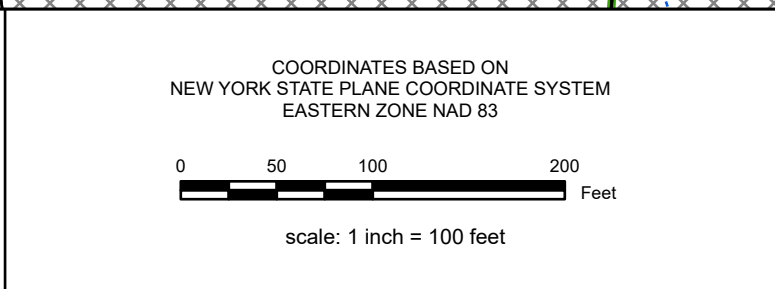 COORDINATES BASED ON
NEW YORK STATE PLANE COORDINATE SYSTEM
EASTERN ZONE NAD 83
0 50 100 200
Feet
scale: 1 inch = 100 feet